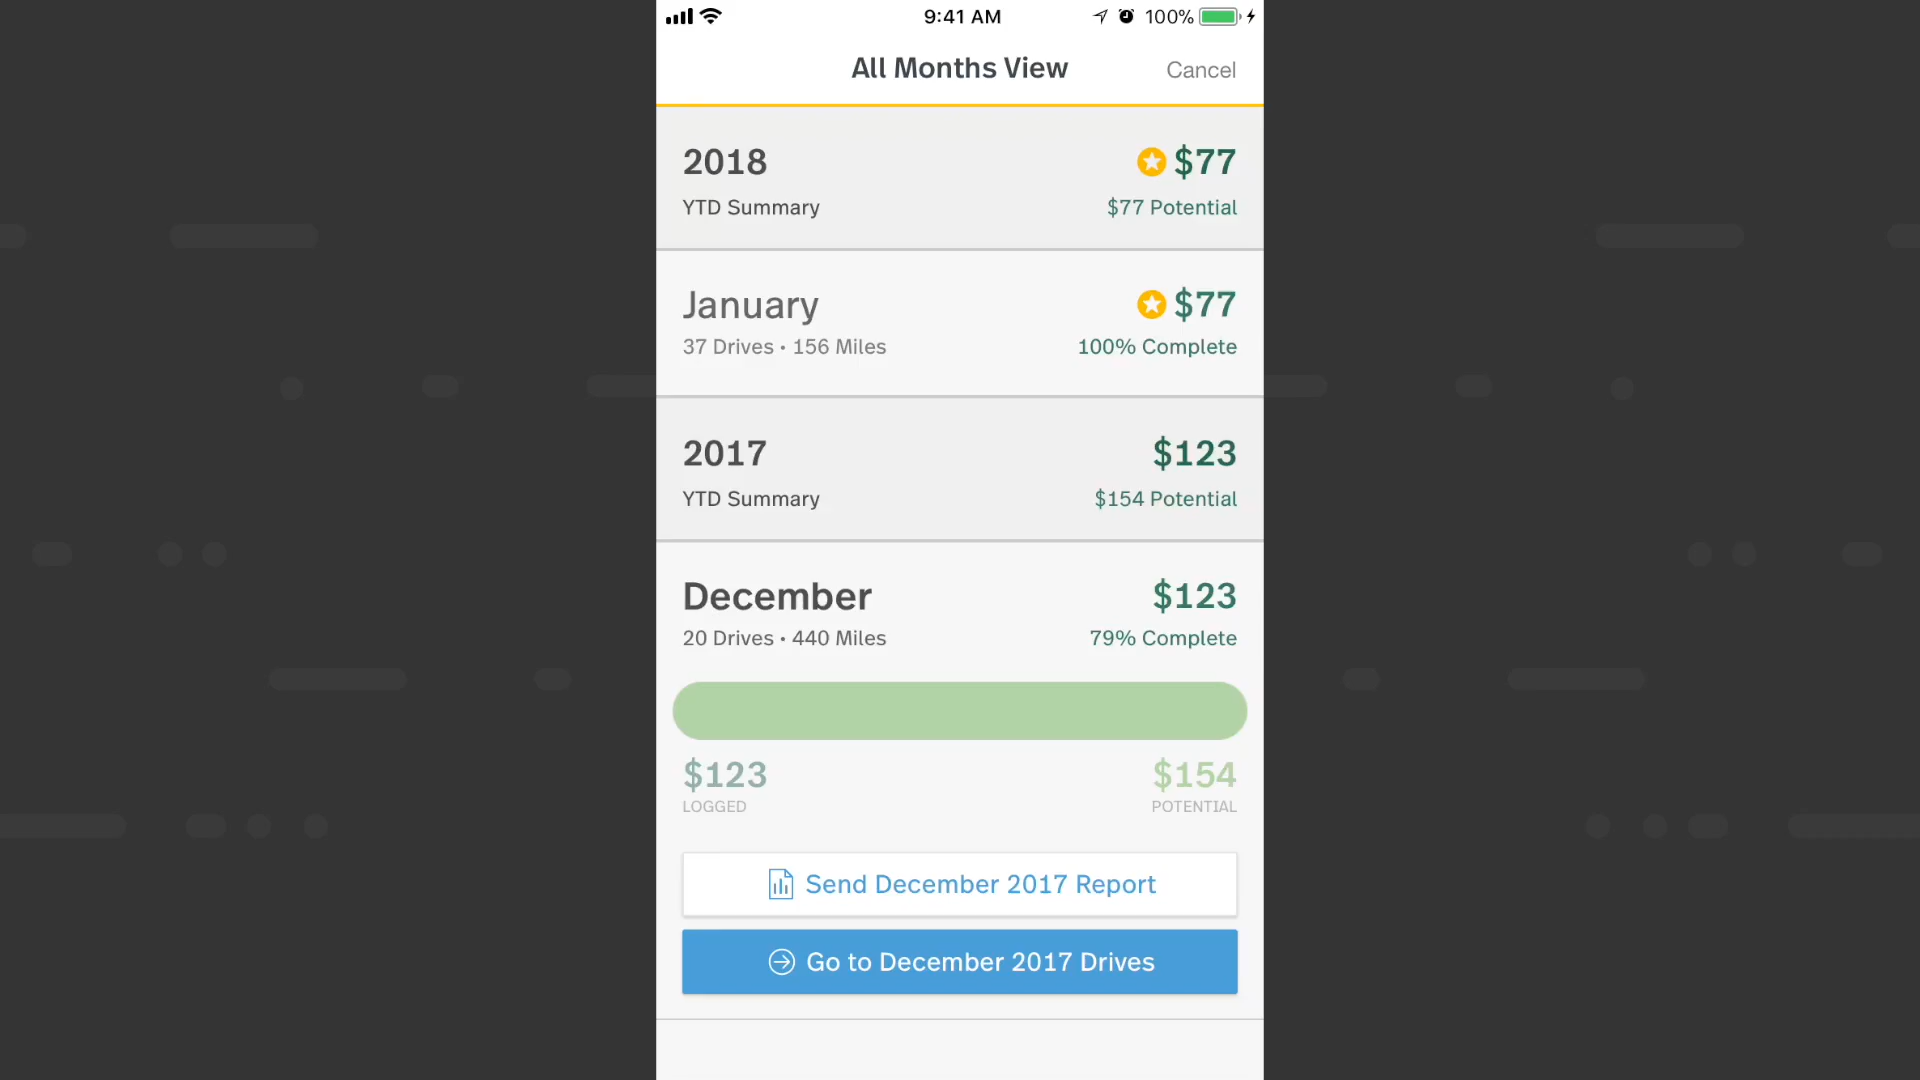 9:41 AM
100%
All Months View
Cancel
2018
$77
YTD Summary
$77 Potential
January
$77
37 Drives • 156 Miles
100% Complete
2017
$123
YTD Summary
$154 Potential
December
$123
20 Drives • 440 Miles
79% Complete
$123
$154
LOGGED
POTENTIAL
Send December 2017 Report
Go to December 2017 Drives